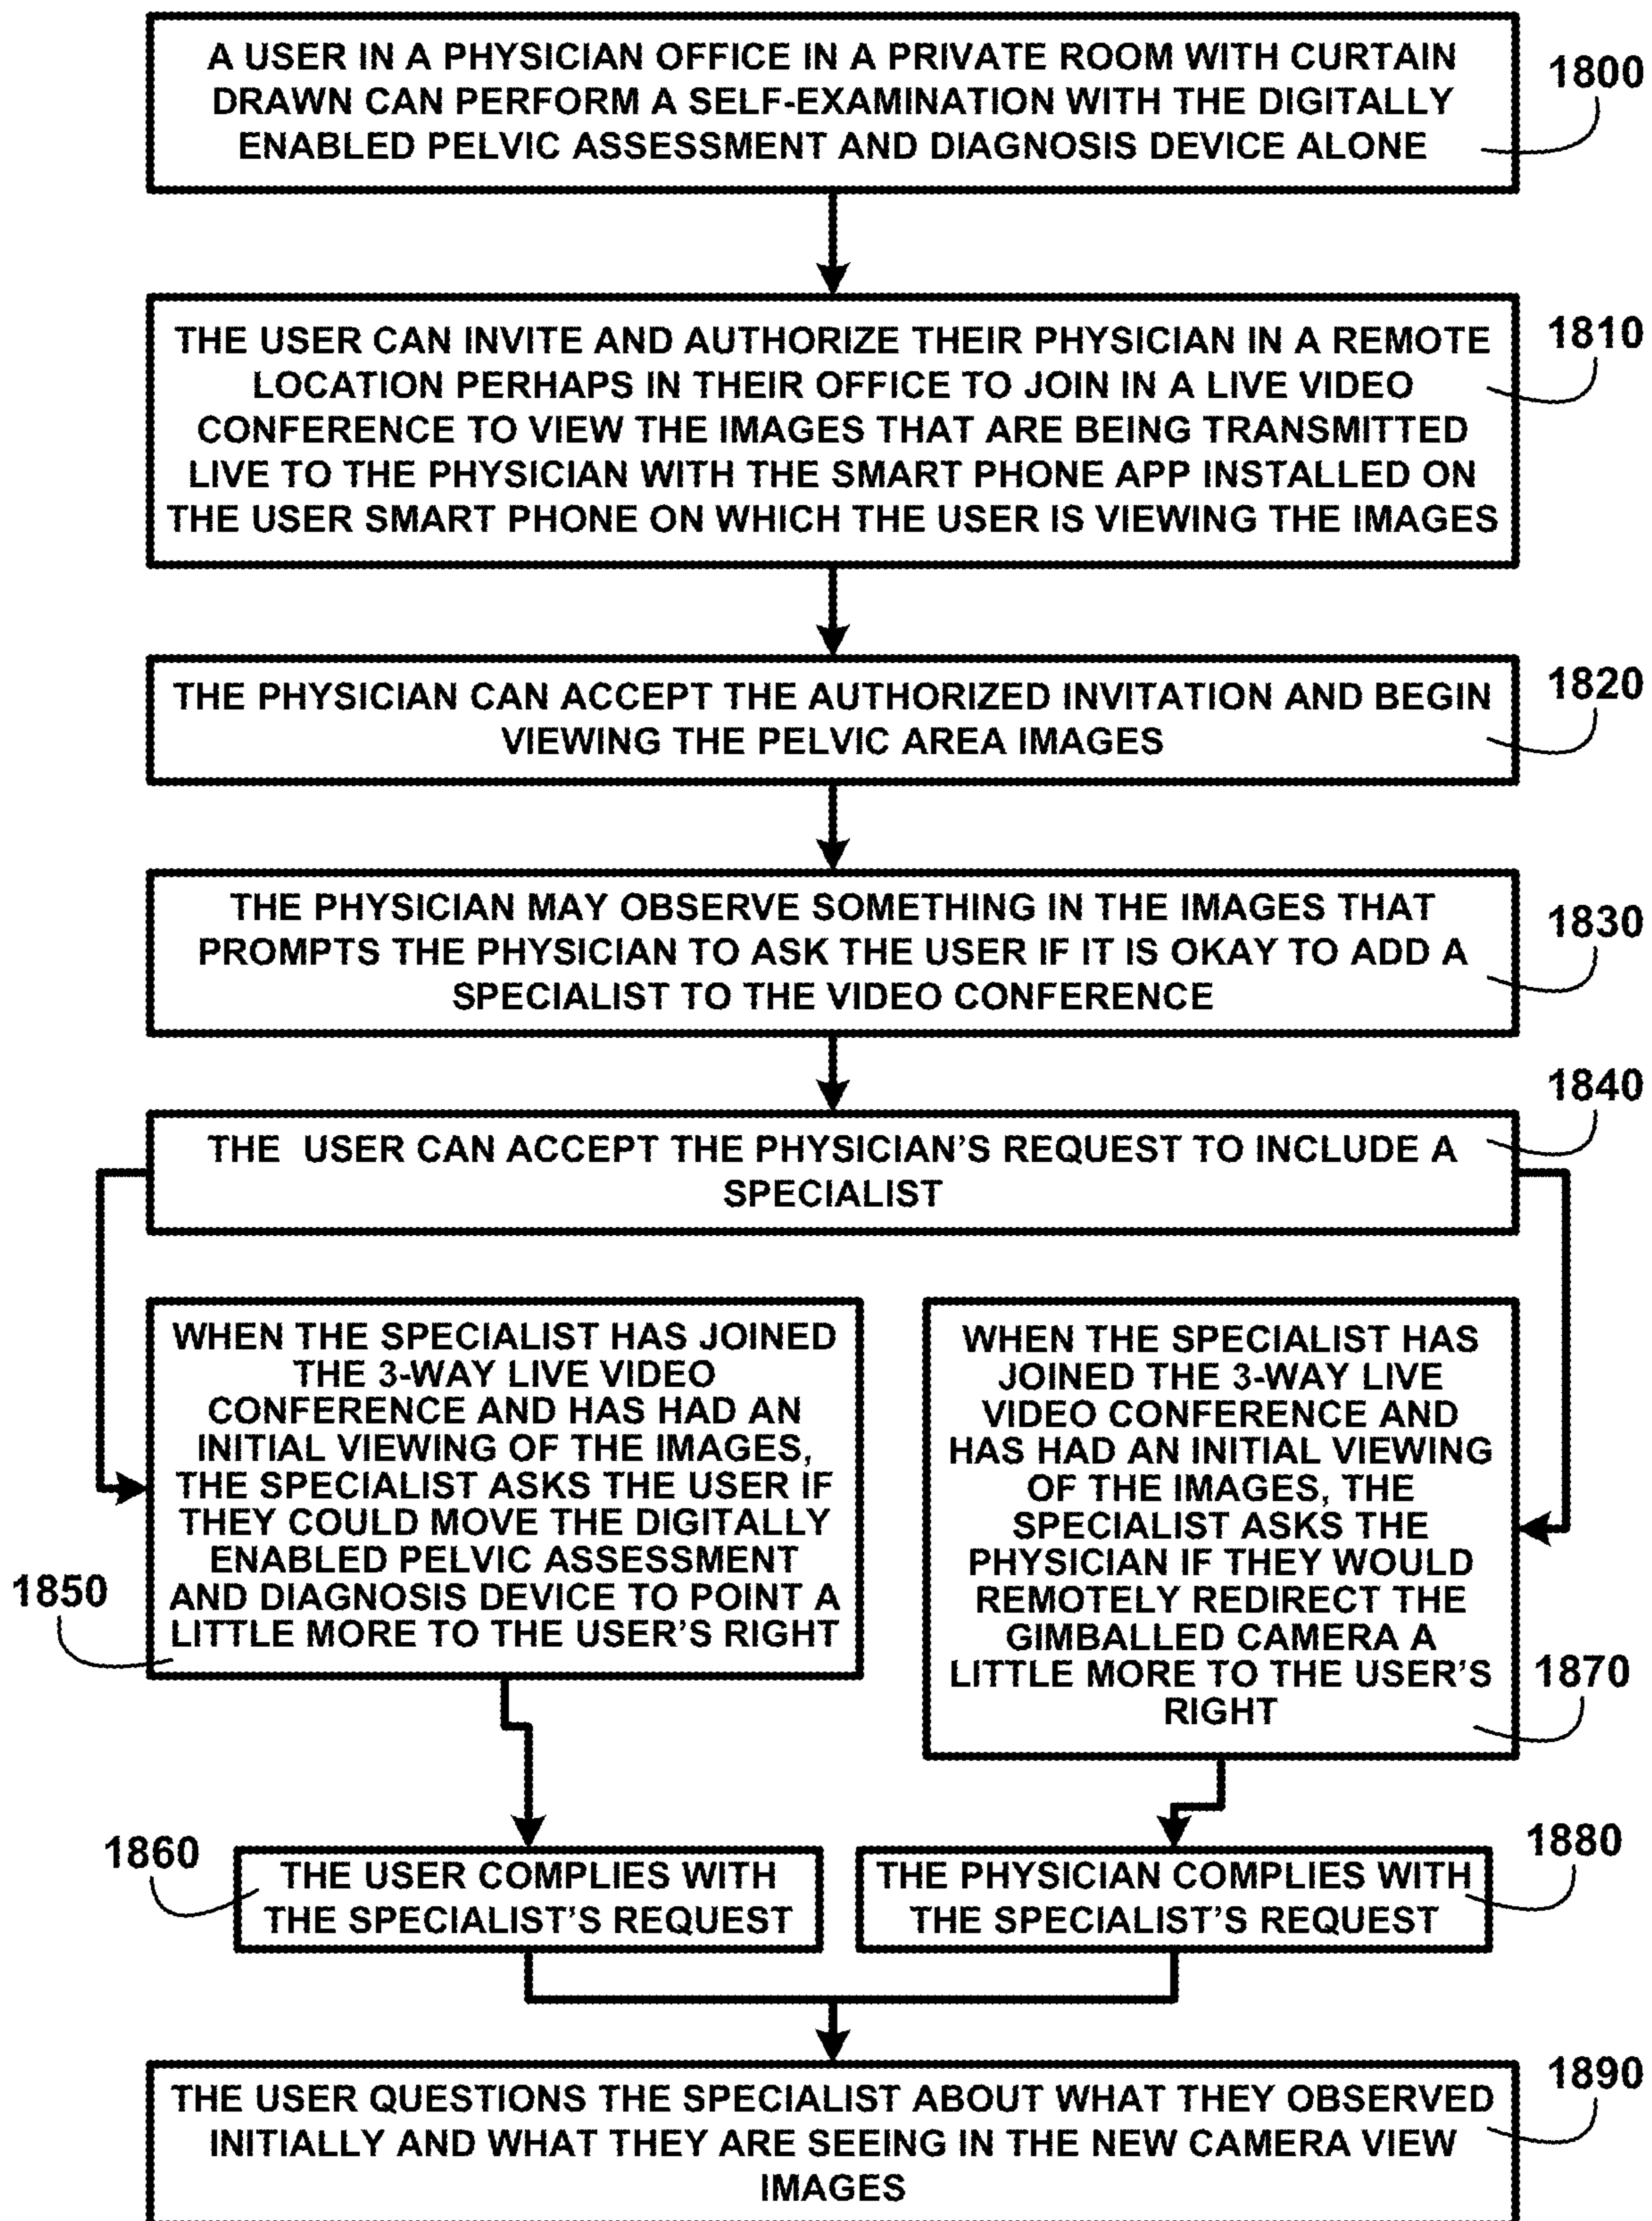 A USER IN A PHYSICIAN OFFICE IN A PRIVATE ROOM WITH CURTAIN
DRAWN CAN PERFORM A SELF-EXAMINATION WITH THE DIGITALLY
ENABLED PELVIC ASSESSMENT AND DIAGNOSIS DEVICE ALONE
1800
THE USER CAN INVITE AND AUTHORIZE THEIR PHYSICIAN IN A REMOTE
LOCATION PERHAPS IN THEIR OFFICE TO JOIN IN A LIVE VIDEO
CONFERENCE TO VIEW THE IMAGES THAT ARE BEING TRANSMITTED
LIVE TO THE PHYSICIAN WITH THE SMART PHONE APP INSTALLED ON
THE USER SMART PHONE ON WHICH THE USER IS VIEWING THE IMAGES
1810
THE PHYSICIAN CAN ACCEPT THE AUTHORIZED INVITATION AND BEGIN
VIEWING THE PELVIC AREA IMAGES
1820
THE PHYSICIAN MAY OBSERVE SOMETHING IN THE IMAGES THAT
PROMPTS THE PHYSICIAN TO ASK THE USER IF IT IS OKAY TO ADD A
SPECIALIST TO THE VIDEO CONFERENCE
1830
THE USER CAN ACCEPT THE PHYSICIAN'S REQUEST TO INCLUDE A
SPECIALIST
1840
WHEN THE SPECIALIST HAS JOINED
THE 3-WAY LIVE VIDEO
CONFERENCE AND HAS HAD AN
INITIAL VIEWING OF THE IMAGES,
THE SPECIALIST ASKS THE USER IF
THEY COULD MOVE THE DIGITALLY
ENABLED PELVIC ASSESSMENT
AND DIAGNOSIS DEVICE TO POINT A
LITTLE MORE TO THE USER'S RIGHT
1850
WHEN THE SPECIALIST HAS
JOINED THE 3-WAY LIVE
VIDEO CONFERENCE AND
HAS HAD AN INITIAL VIEWING
OF THE IMAGES, THE
SPECIALIST ASKS THE
PHYSICIAN IF THEY WOULD
REMOTELY REDIRECT THE
GIMBALLED CAMERA A
LITTLE MORE TO THE USER'S
RIGHT
1870
1860
THE USER COMPLIES WITH
THE SPECIALIST'S REQUEST
THE PHYSICIAN COMPLIES WITH
THE SPECIALIST'S REQUEST
1880
THE USER QUESTIONS THE SPECIALIST ABOUT WHAT THEY OBSERVED
INITIALLY AND WHAT THEY ARE SEEING IN THE NEW CAMERA VIEW
IMAGES
1890